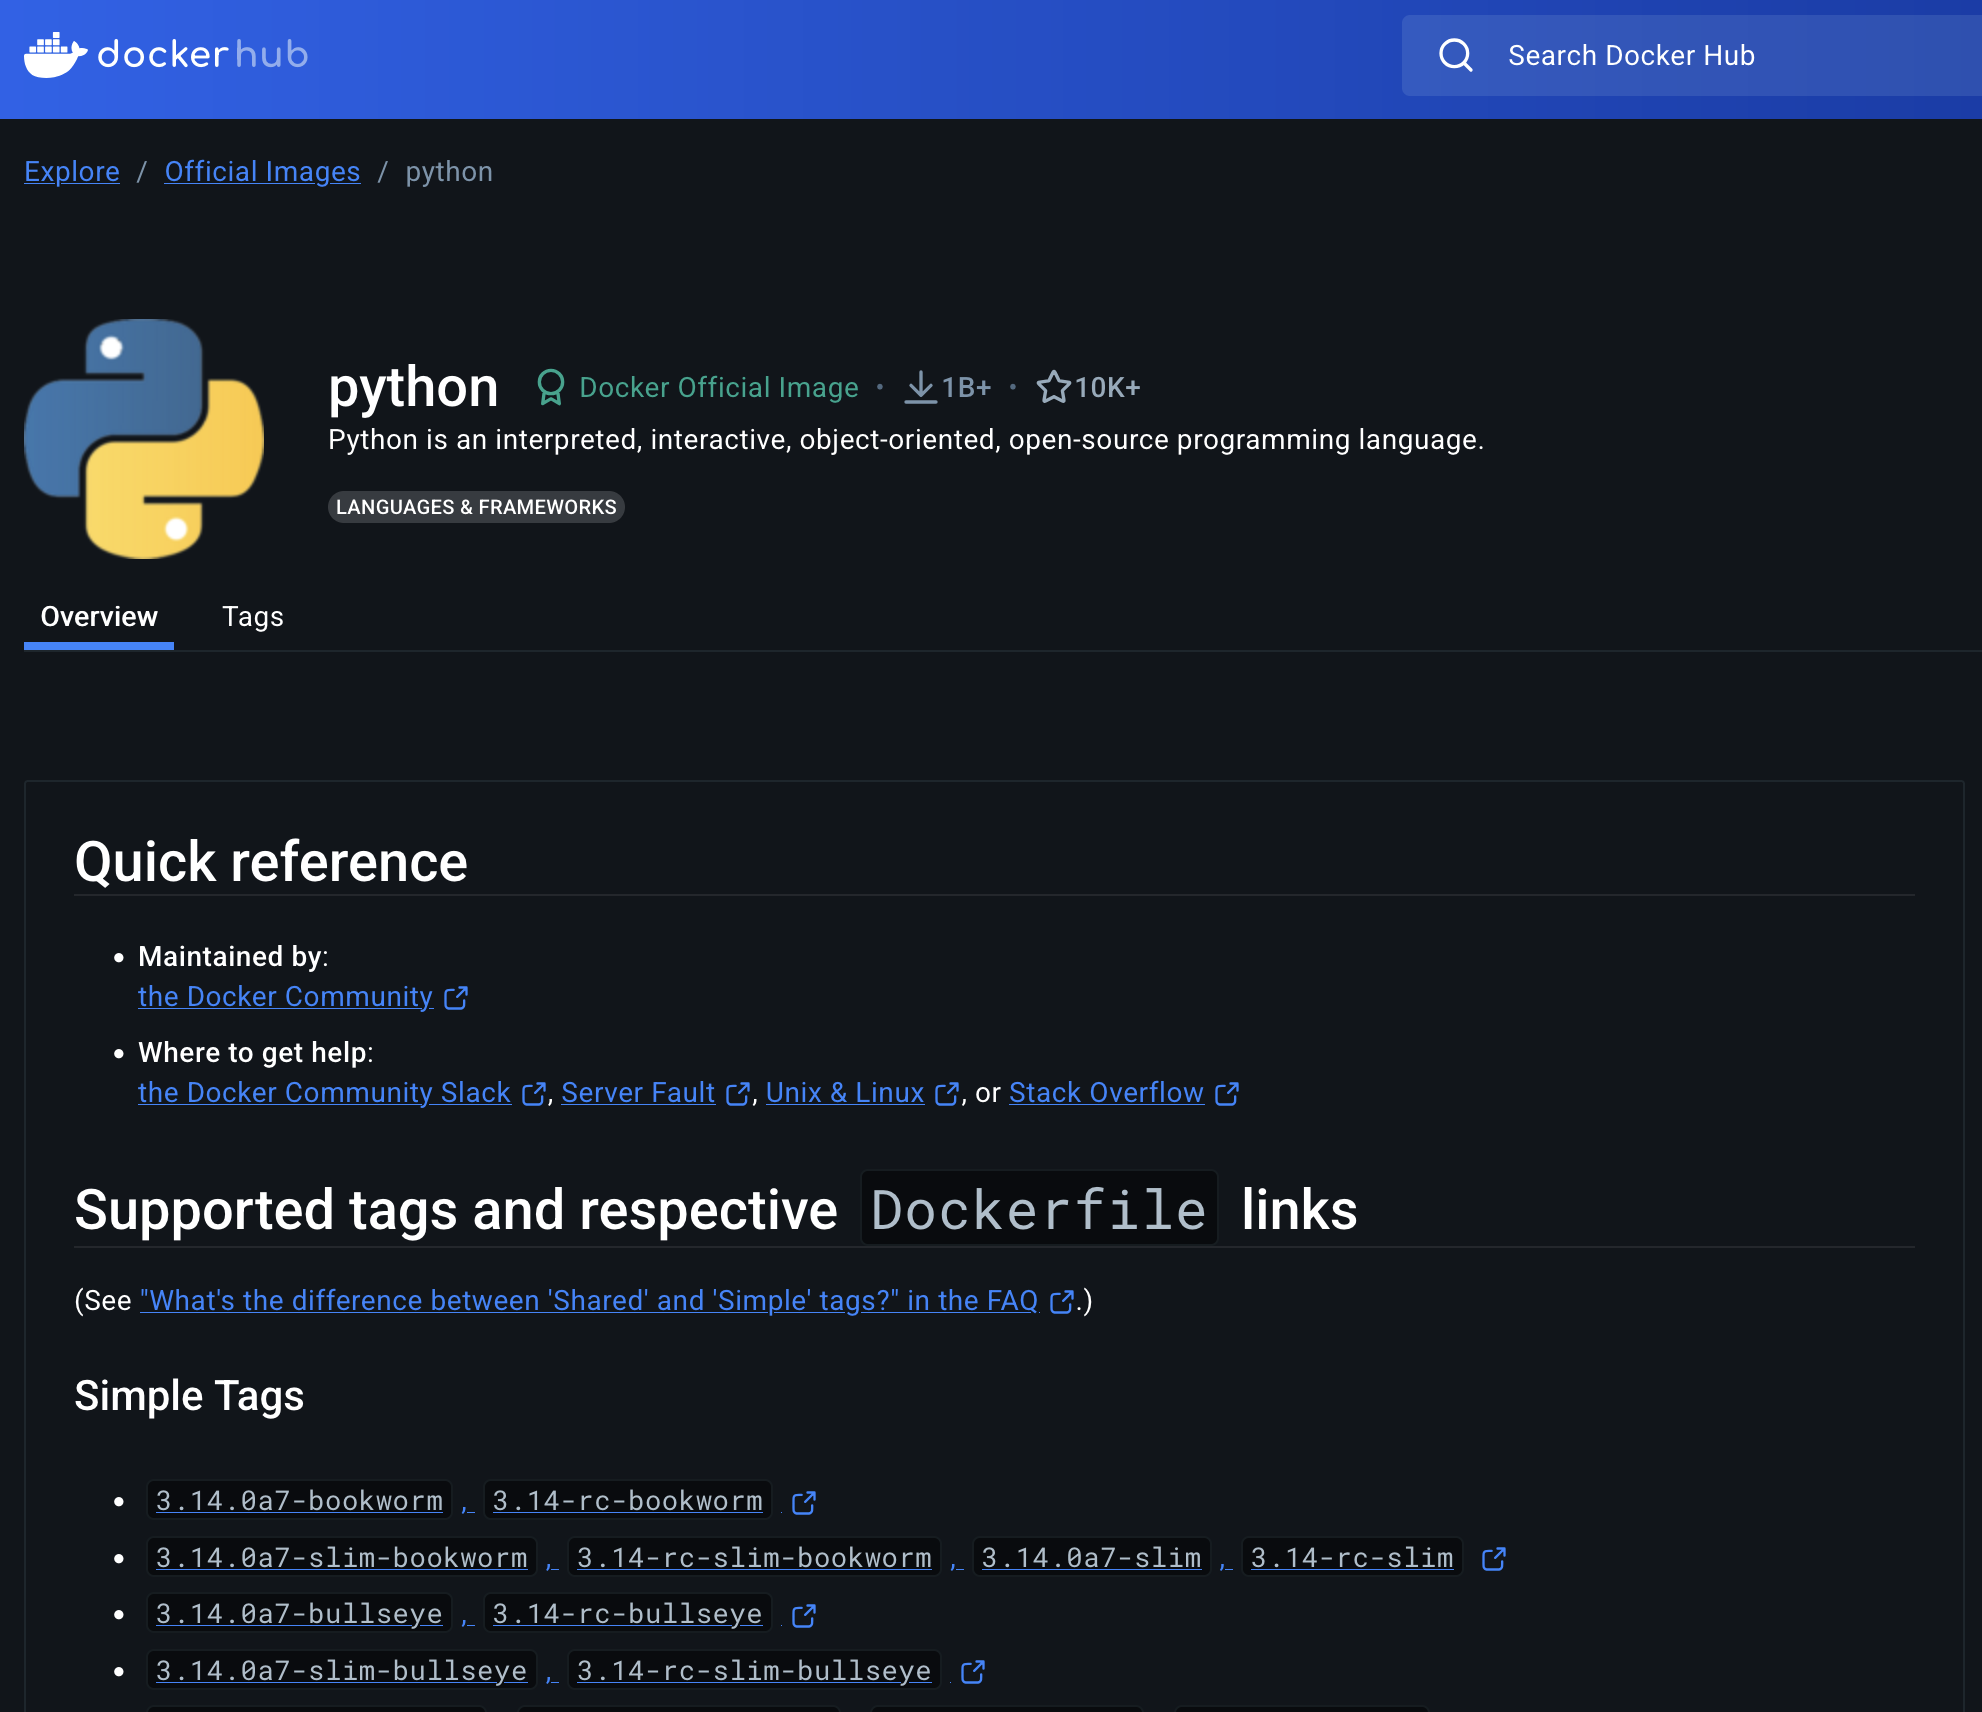 dockerhub
Search Docker Hub
Explore / Official Images / python
python Docker Official Image • 1B+ • 10K+
Python is an interpreted, interactive, object-oriented, open-source programming language.
LANGUAGES & FRAMEWORKS
Overview Tags
Quick reference
• Maintained by:
the Docker Community
• Where to get help:
the Docker Community Slack, Server Fault, Unix & Linux, or Stack Overflow
Supported tags and respective Dockerfile links
(See "What's the difference between 'Shared' and 'Simple' tags?" in the FAQ.)
Simple Tags
• 3.14.0a7-bookworm, 3.14-rc-bookworm
• 3.14.0a7-slim-bookworm, 3.14-rc-slim-bookworm, 3.14.0a7-slim, 3.14-rc-slim
• 3.14.0a7-bullseye, 3.14-rc-bullseye
• 3.14.0a7-slim-bullseye, 3.14-rc-slim-bullseye